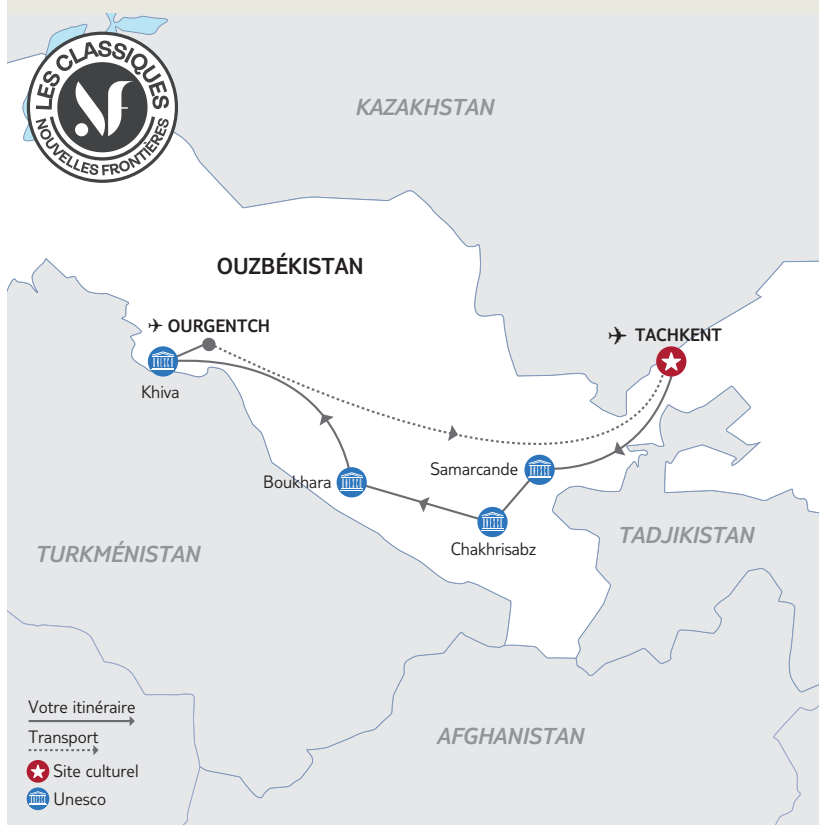 LES CLASSIQUES
NF
NOUVELLES FRONTIÈRES
KAZAKHSTAN
OUZBÉKISTAN
OURGENTCH
TACHKENT
Khiva
Samarcande
Boukhara
Chakhrisabz
TADJIKISTAN
TURKMÉNISTAN
AFGHANISTAN
Votre itinéraire
Transport
Site culturel
Unesco